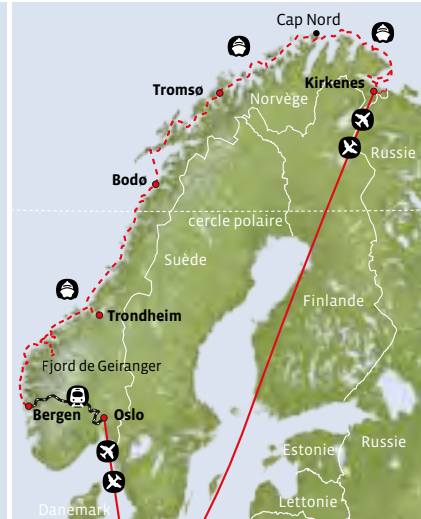 Cap Nord
Tromsø
Kirkenes
Norvège
Russie
Bodø
cercle polaire
Suède
Finlande
Trondheim
Fjord de Geiranger
Bergen
Oslo
Estonie
Russie
Lettonie
Danemark